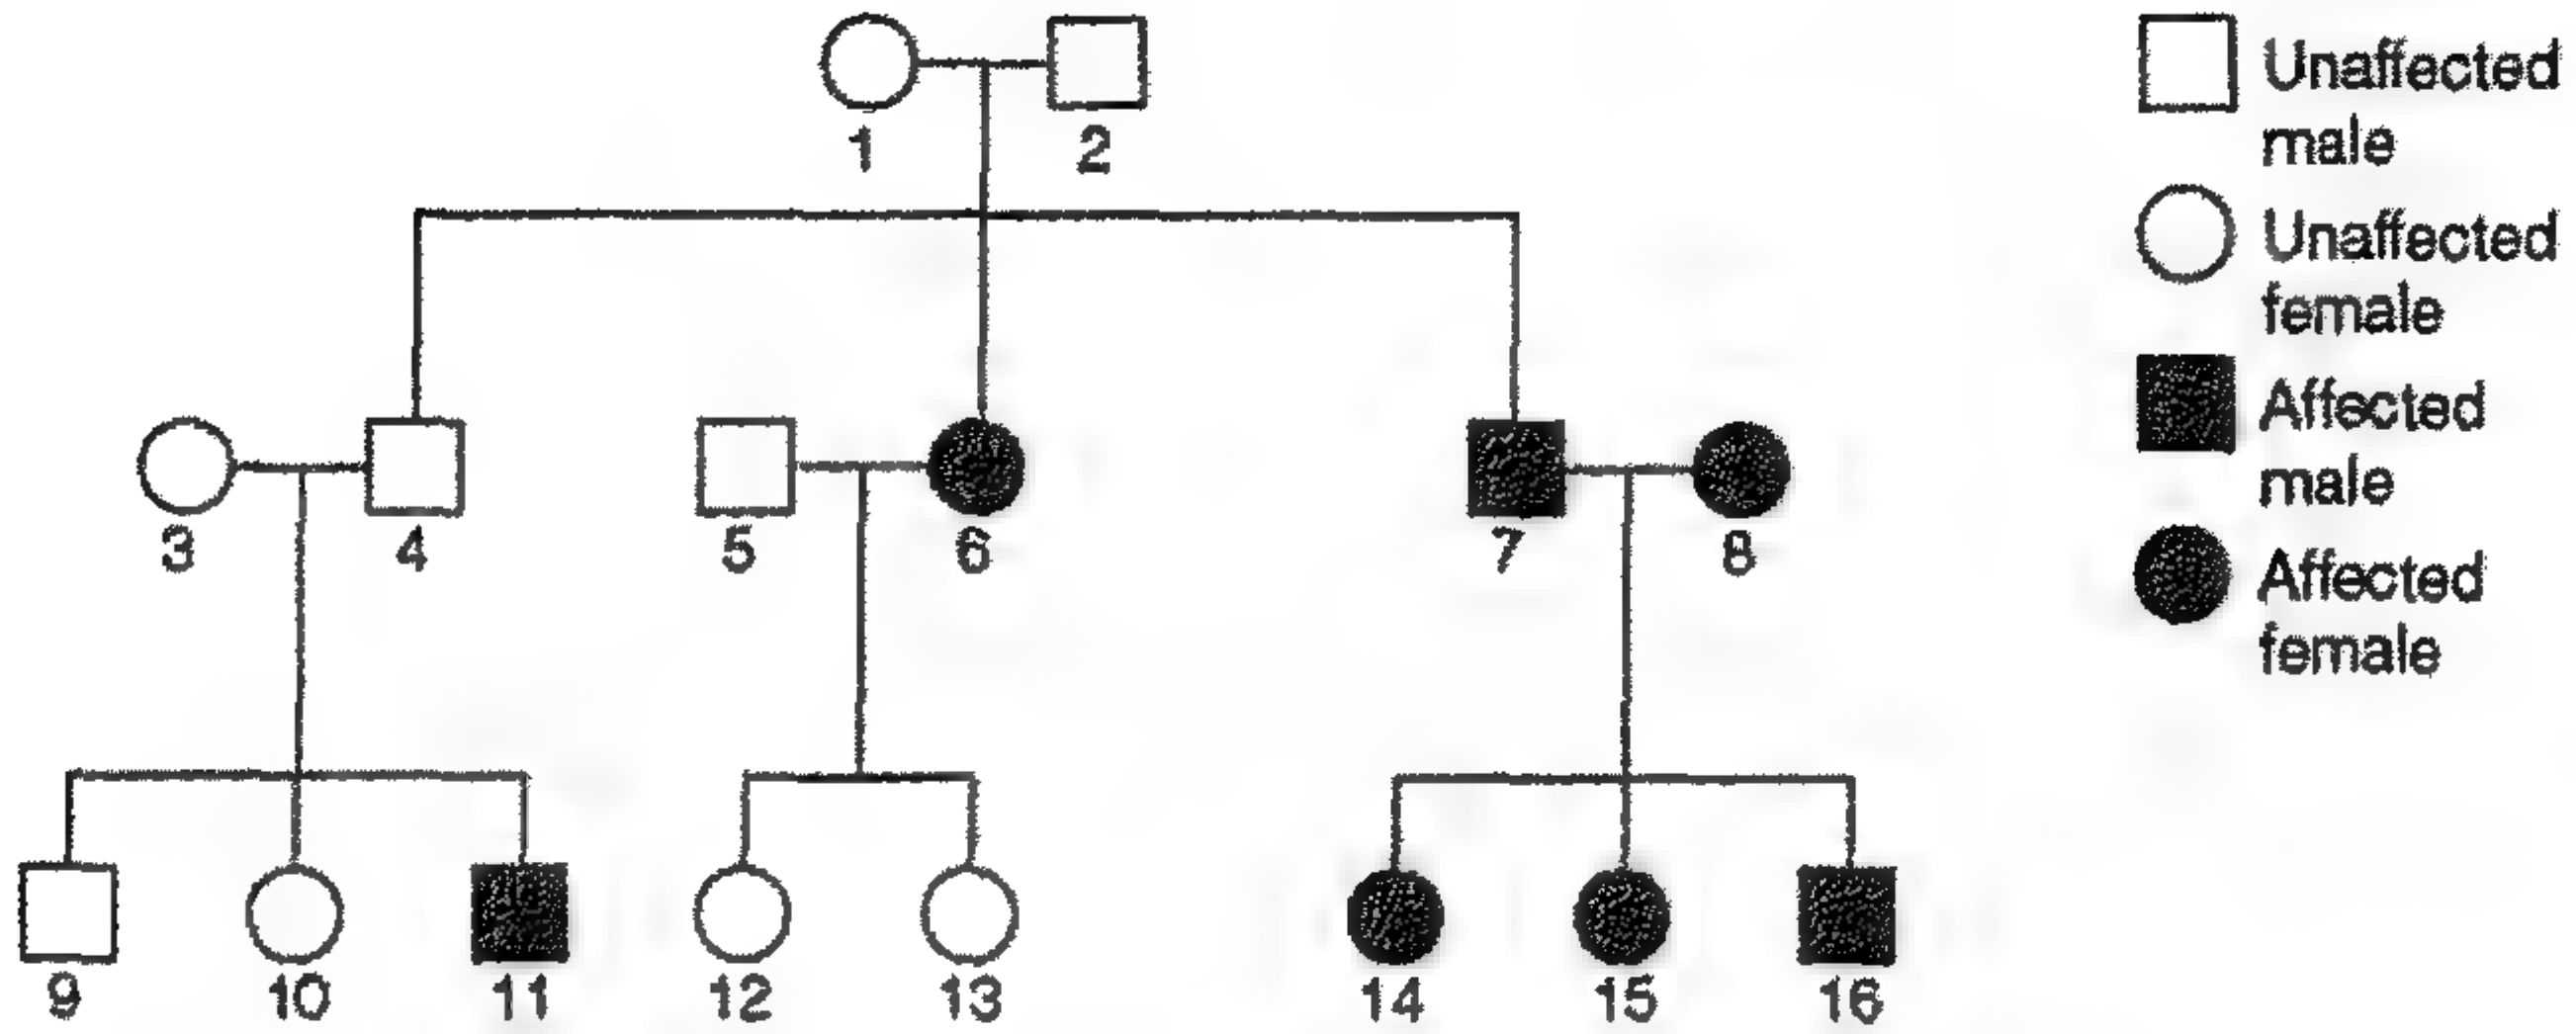 1 2
3 4 5 6 7 8
9 10 11 12 13 14 15 16
Unaffected
male
Unaffected
female
Affected
male
Affected
female